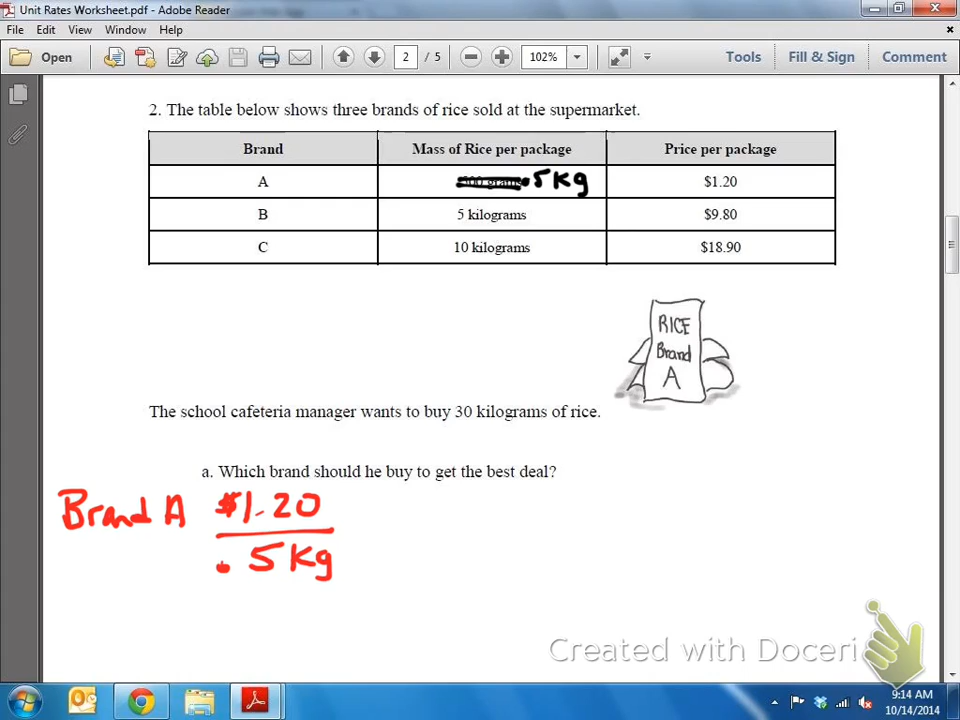 Unit Rates Worksheet.pdf - Adobe Reader
File Edit View Window Help
Open 2 / 5 102% Tools Fill & Sign Comment
2. The table below shows three brands of rice sold at the supermarket.
Brand Mass of Rice per package Price per package
A 500 grams .5Kg $1.20
B 5 kilograms $9.80
C 10 kilograms $18.90
RICE
Brand
A
The school cafeteria manager wants to buy 30 kilograms of rice.
a. Which brand should he buy to get the best deal?
Brand A $1.20
.5Kg
Created with Doceri
9:14 AM
10/14/2014